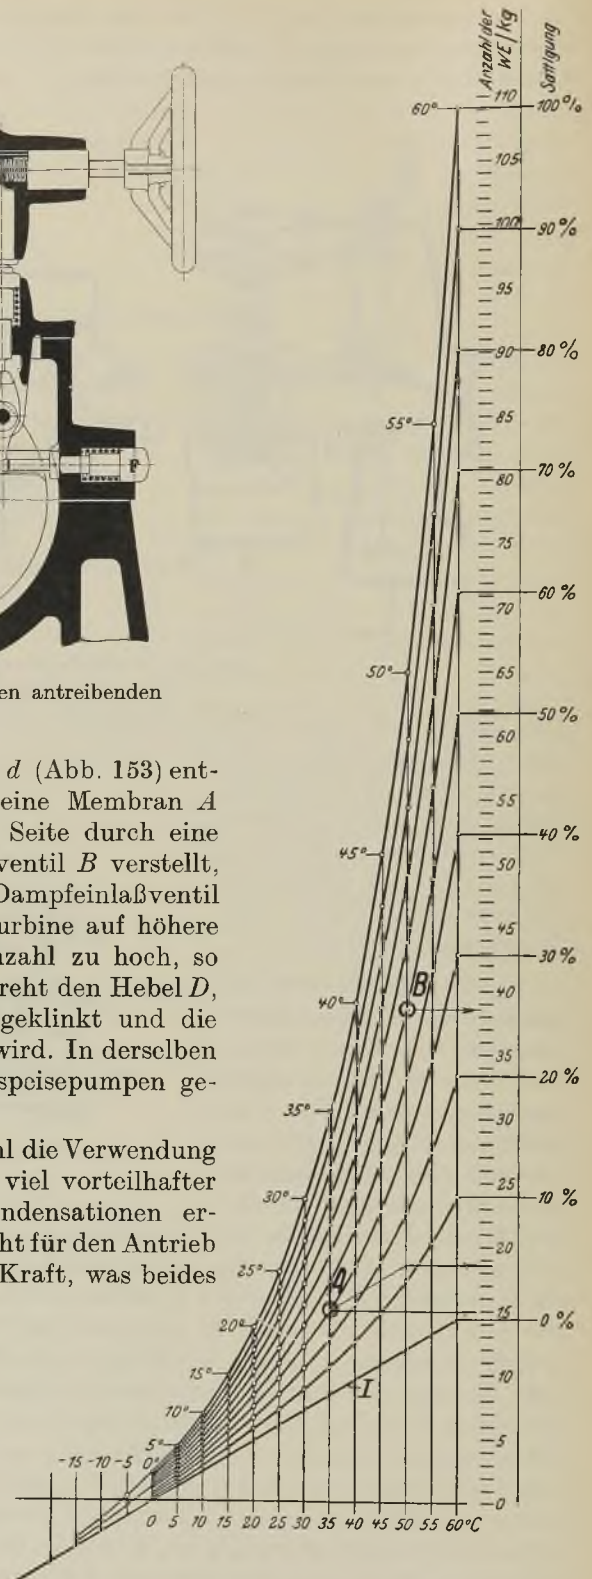 F
en antreibenden
d (Abb. 153) ent-
eine Membran A
Seite durch eine
ventil B verstellt,
Dampfeinlaßventil
urbine auf höhere
nzahl zu hoch, so
reht den Hebel D,
geklinkt und die
wird. In derselben
speisepumpen ge-
hl die Verwendung
viel vorteilhafter
ndensationen er-
ht für den Antrieb
Kraft, was beides
Anzahl der
WE/kg
Sättigung
110
105
100
95
90
85
80
75
70
65
60
55
50
45
40
35
30
25
20
15
10
5
0
100%
90%
80%
70%
60%
50%
40%
30%
20%
10%
0%
60°
55°
50°
45°
40°
35°
30°
25°
20°
15°
10°
5°
0°
-15 -10 -5
B
A
I
0 5 10 15 20 25 30 35 40 45 50 55 60°C